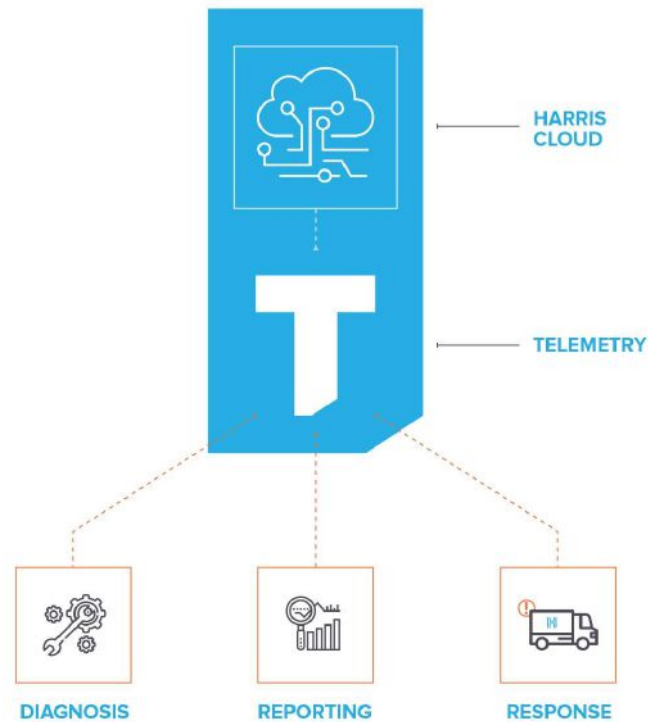 HARRIS
CLOUD
T
TELEMETRY
H
DIAGNOSIS
REPORTING
RESPONSE